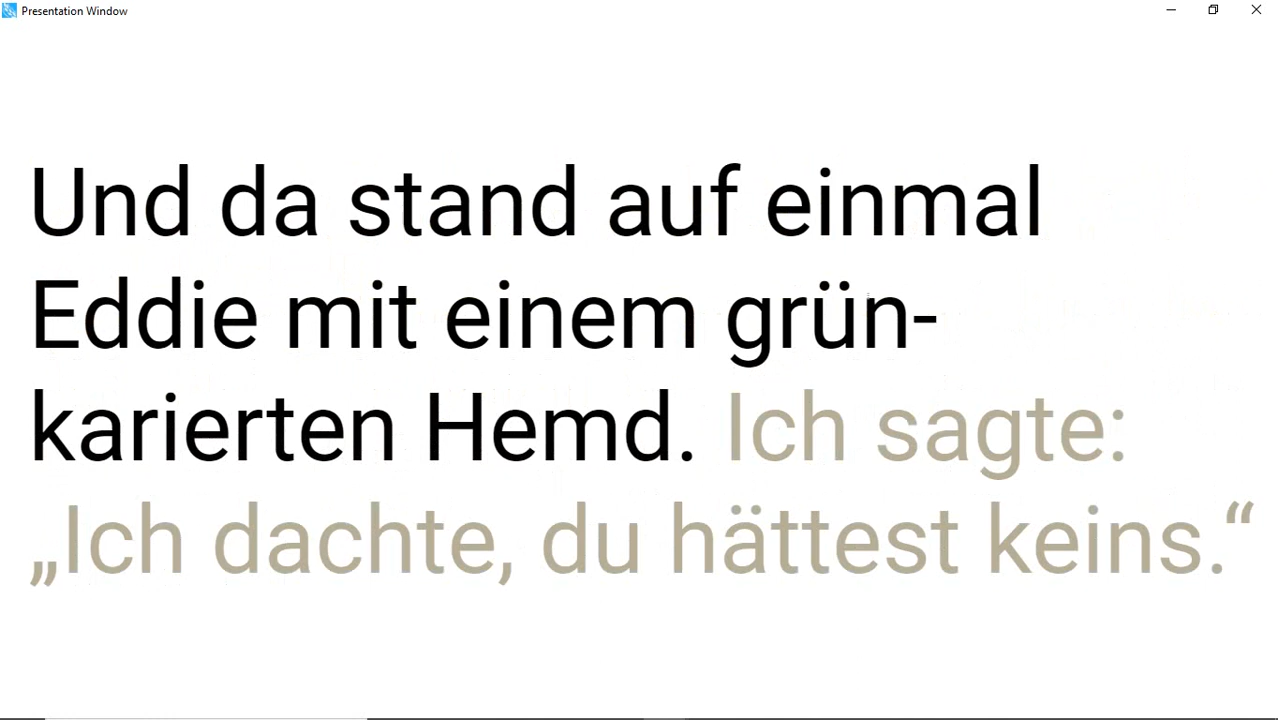 Presentation Window
Und da stand auf einmal
Eddie mit einem grün-
karierten Hemd. Ich sagte:
„Ich dachte, du hättest keins.“